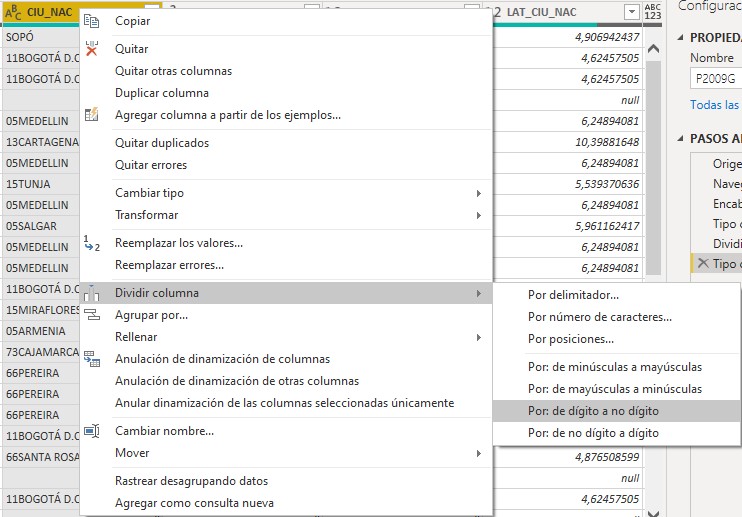 ABC CIU_NAC
LAT_CIU_NAC
ABC
123
Configurac
SOPÓ
11BOGOTÁ D.C
11BOGOTÁ D.C
05MEDELLIN
13CARTAGENA
05MEDELLIN
15TUNJA
05MEDELLIN
05SALGAR
05MEDELLIN
05MEDELLIN
11BOGOTÁ D.C
15MIRAFLORES
05ARMENIA
73CAJAMARCA
66PEREIRA
66PEREIRA
66PEREIRA
11BOGOTÁ D.C
66SANTA ROSA
11BOGOTÁ D.C
Copiar
Quitar
Quitar otras columnas
Duplicar columna
Agregar columna a partir de los ejemplos...
Quitar duplicados
Quitar errores
Cambiar tipo
Transformar
Reemplazar los valores...
Reemplazar errores...
Dividir columna
Agrupar por...
Rellenar
Anulación de dinamización de columnas
Anulación de dinamización de otras columnas
Anular dinamización de las columnas seleccionadas únicamente
Cambiar nombre...
Mover
Rastrear desagrupando datos
Agregar como consulta nueva
4,906942437
4,62457505
4,62457505
null
6,24894081
10,39881648
6,24894081
5,539370636
6,24894081
5,961162417
6,24894081
6,24894081
Por delimitador...
Por número de caracteres...
Por posiciones...
Por: de minúsculas a mayúsculas
Por: de mayúsculas a minúsculas
Por: de dígito a no dígito
Por: de no dígito a dígito
4,876508599
null
4,62457505
PROPIEDA
Nombre
P2009G
Todas las
PASOS A
Orige
Naveg
Encab
Tipo c
Dividi
Tipo c